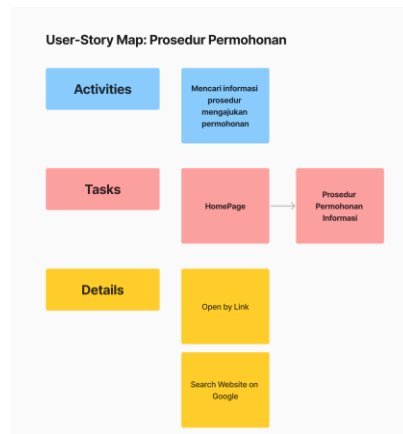 User-Story Map: Prosedur Permohonan
Activities
Mencari informasi
prosedur
mengajukan
permohonan
Tasks
HomePage
Prosedur
Permohonan
Informasi
Details
Open by Link
Search Website on
Google